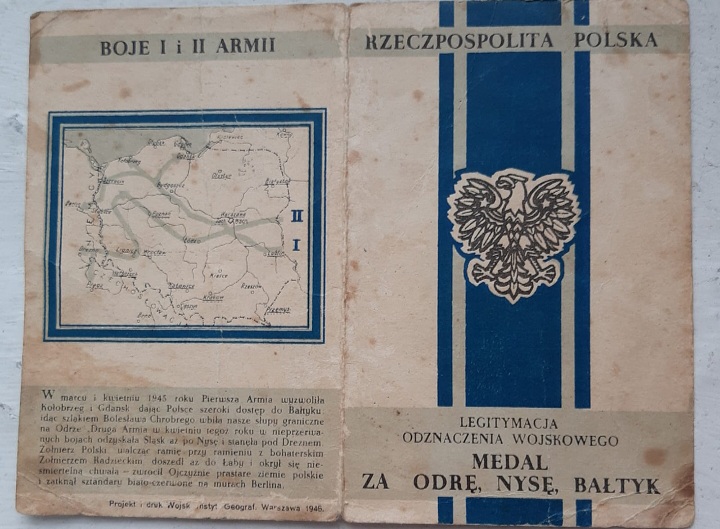 BOJE I i II ARMII
II
I
W marcu i kwietniu 1945 roku Pierwsza Armia wyzwoliła
Kołobrzeg i Gdańsk dając Polsce szeroki dostęp do Bałtyku
idąc szlakiem Bolesława Chrobrego wbiła nasze słupy graniczne
na Odrze. Druga Armia w kwietniu tegoż roku w nieprzerwa-
nych bojach odzyskała Śląsk aż po Nysę i stanęła pod Dreznem
Żołnierz Polski walcząc ramię przy ramieniu z bohaterskim
Żołnierzem Radzieckim doszedł aż do Łaby i okrył się nie-
śmiertelną chwałą – zwrócił Ojczyźnie prastare ziemie polskie
i zatknął sztandary biało-czerwone na murach Berlina.
Projekt i druk Wojsk. Instyt. Geograf. Warszawa 1946.
RZECZPOSPOLITA POLSKA
LEGITYMACJA
ODZNACZENIA WOJSKOWEGO
MEDAL
ZA ODRĘ, NYSĘ, BAŁTYK